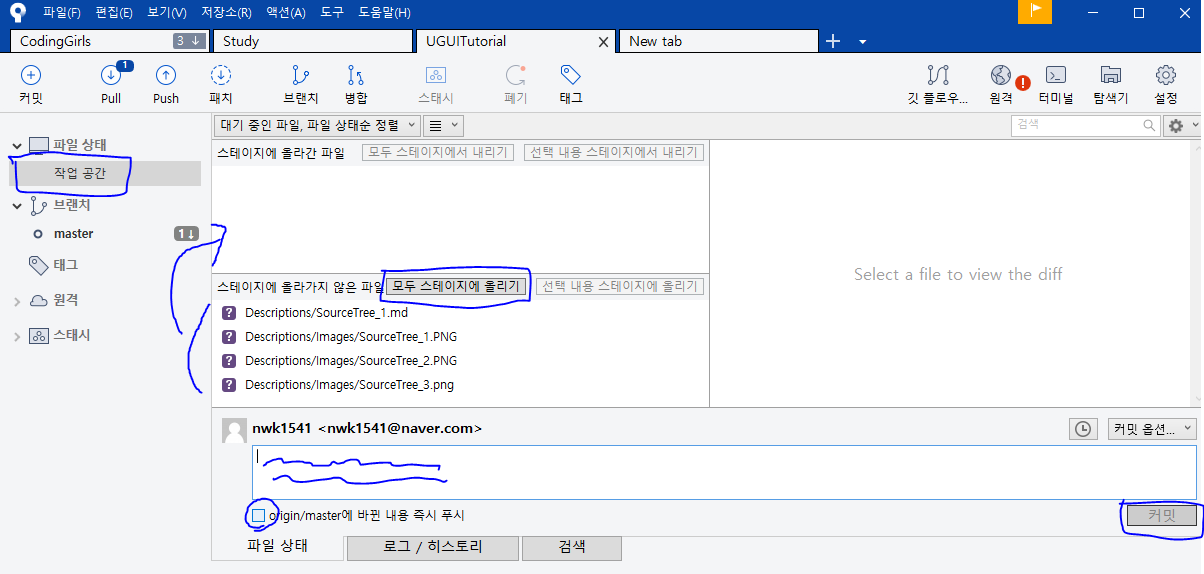 파일(F) 편집(E) 보기(V) 저장소(R) 액션(A) 도구 도움말(H)
CodingGirls 3 ↓ Study UGUITutorial New tab
1
커밋 Pull Push 패치 브랜치 병합 스태시 폐기 태그 깃 플로우... 원격 터미널 탐색기 설정
대기 중인 파일, 파일 상태순 정렬 검색
파일 상태
작업 공간
브랜치
master 1↓
태그
원격
스태시
스테이지에 올라간 파일 모두 스테이지에서 내리기 선택 내용 스테이지에서 내리기
스테이지에 올라가지 않은 파일 모두 스테이지에 올리기 선택 내용 스테이지에 올리기
Descriptions/SourceTree_1.md
Descriptions/Images/SourceTree_1.PNG
Descriptions/Images/SourceTree_2.PNG
Descriptions/Images/SourceTree_3.png
Select a file to view the diff
nwk1541 <nwk1541@naver.com> 커밋 옵션...
origin/master에 바뀐 내용 즉시 푸시 커밋
파일 상태 로그 / 히스토리 검색